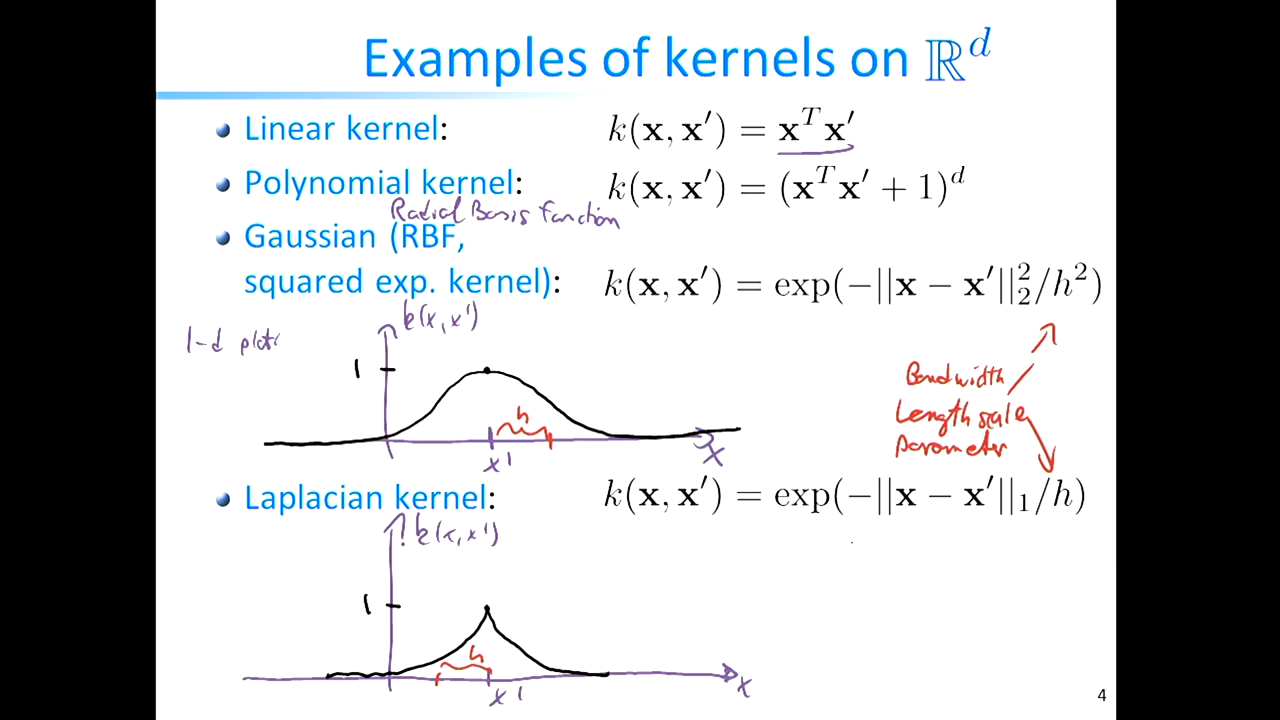 Examples of kernels on ℝ^d
Linear kernel: k(x, x′) = x^T x′
Polynomial kernel: k(x, x′) = (x^T x′ + 1)^d
Radial Basis Function
Gaussian (RBF,
squared exp. kernel): k(x, x′) = exp(−||x − x′||_2^2/h^2)
k(x, x')
1-d plots
1
h
x'
x
Bandwidth
Length scale
parameter
Laplacian kernel: k(x, x′) = exp(−||x − x′||_1/h)
k(x, x')
1
h
x'
x
4